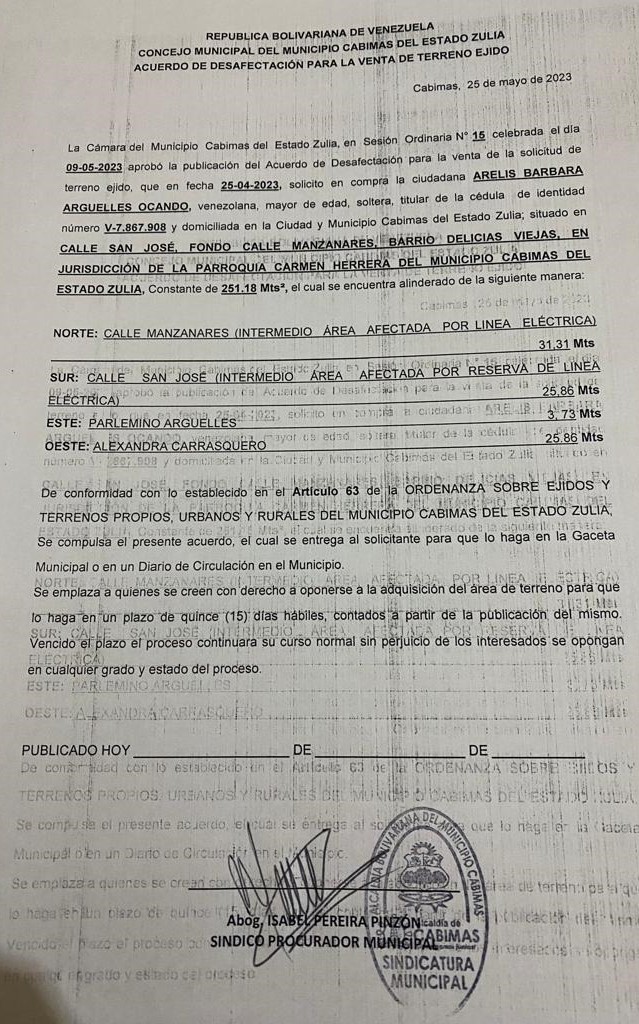 REPUBLICA BOLIVARIANA DE VENEZUELA
CONCEJO MUNICIPAL DEL MUNICIPIO CABIMAS DEL ESTADO ZULIA
ACUERDO DE DESAFECTACIÓN PARA LA VENTA DE TERRENO EJIDO
Cabimas, 25 de mayo de 2023
La Cámara del Municipio Cabimas del Estado Zulia, en Sesión Ordinaria N° 15 celebrada el día
09-05-2023 aprobó la publicación del Acuerdo de Desafectación para la venta de la solicitud de
terreno ejido, que en fecha 25-04-2023, solicito en compra la ciudadana ARELIS BARBARA
ARGUELLES OCANDO, venezolana, mayor de edad, soltera, titular de la cédula de identidad
número V-7.867.908 y domiciliada en la Ciudad y Municipio Cabimas del Estado Zulia; situado en
CALLE SAN JOSÉ, FONDO CALLE MANZANARES, BARRIO DELICIAS VIEJAS, EN
JURISDICCIÓN DE LA PARROQUIA CARMEN HERRERA DEL MUNICIPIO CABIMAS DEL
ESTADO ZULIA, Constante de 251.18 Mts², el cual se encuentra alinderado de la siguiente manera:
NORTE: CALLE MANZANARES (INTERMEDIO ÁREA AFECTADA POR LINEA ELÉCTRICA)
31,31 Mts
SUR: CALLE SAN JOSÉ (INTERMEDIO ÁREA AFECTADA POR RESERVA DE LINEA
ELÉCTRICA) 25,86 Mts
ESTE: PARLEMIÑO ARGUELLES 3,73 Mts
OESTE: ALEXANDRA CARRASQUERO 25,86 Mts
De conformidad con lo establecido en el Artículo 63 de la ORDENANZA SOBRE EJIDOS Y
TERRENOS PROPIOS, URBANOS Y RURALES DEL MUNICIPIO CABIMAS DEL ESTADO ZULIA,
Se compulsa el presente acuerdo, el cual se entrega al solicitante para que lo haga en la Gaceta
Municipal o en un Diario de Circulación en el Municipio.
Se emplaza a quienes se creen con derecho a oponerse a la adquisición del área de terreno para que
lo haga en un plazo de quince (15) días hábiles, contados a partir de la publicación del mismo.
Vencido el plazo el proceso continuara su curso normal sin perjuicio de los interesados se opongan
en cualquier grado y estado del proceso.
PUBLICADO HOY DE DE
Abog. ISABEL PEREIRA PINZÓN
SINDICO PROCURADOR MUNICIPAL
ALCALDIA BOLIVARIANA DEL MUNICIPIO CABIMAS
Alcaldía de
CABIMAS
SINDICATURA
MUNICIPAL